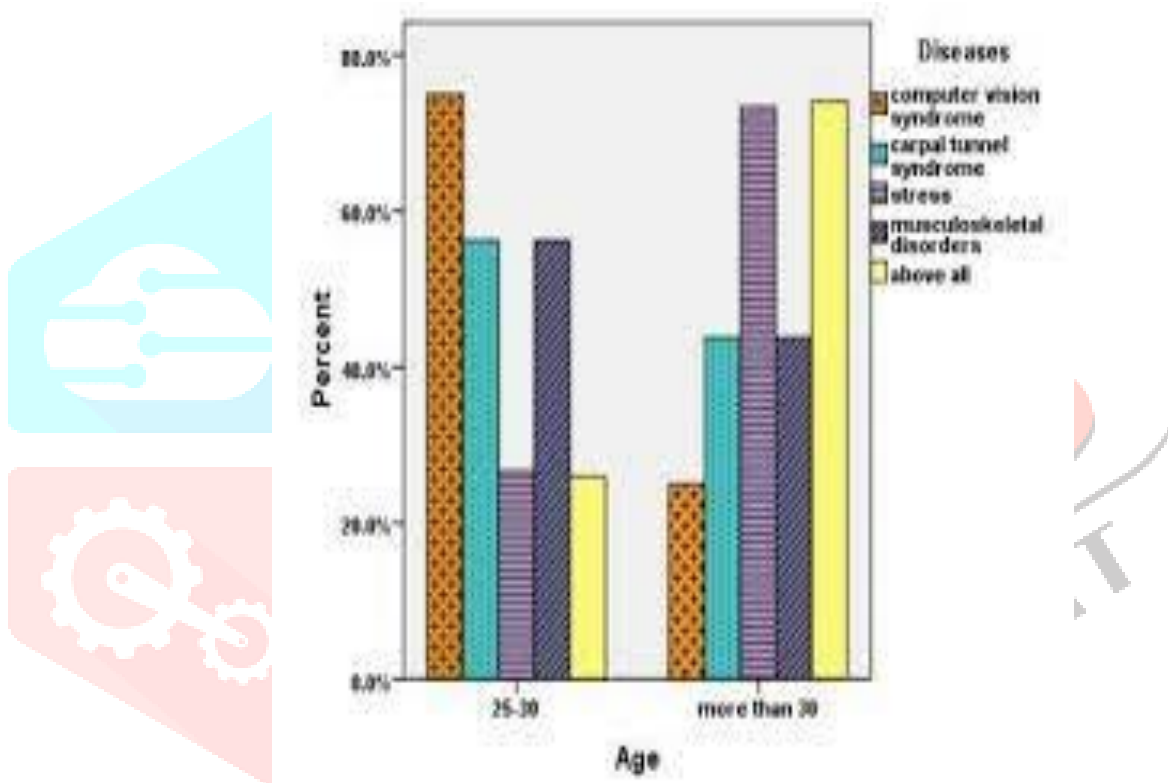 Diseases
computer vision
syndrome
carpal tunnel
syndrome
stress
musculoskeletal
disorders
above all
80.0%
60.0%
40.0%
20.0%
0.0%
Percent
25-30
more than 30
Age